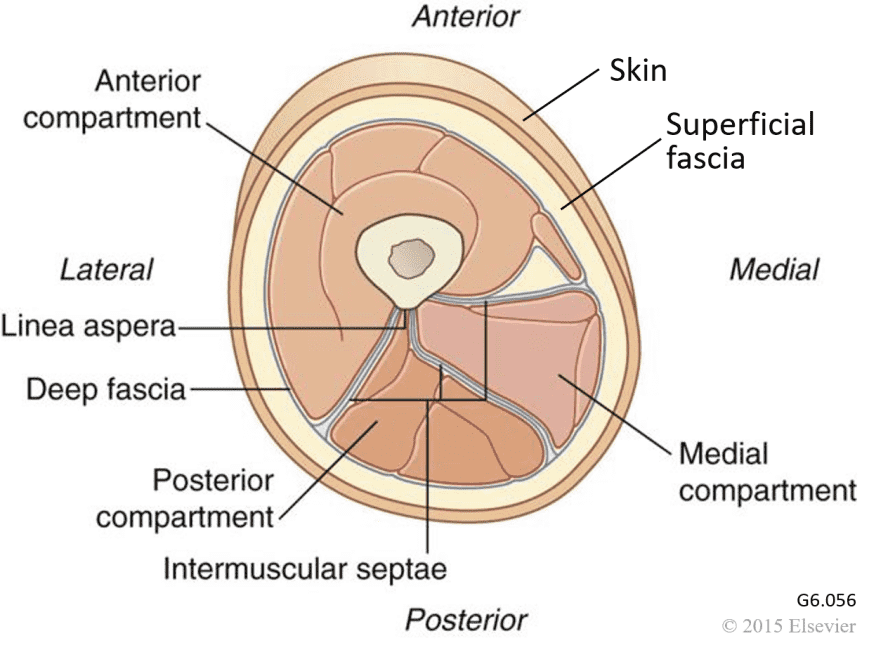 Anterior
Skin
Anterior
compartment
Superficial
fascia
Lateral
Medial
Linea aspera
Deep fascia
Medial
compartment
Posterior
compartment
Intermuscular septae
Posterior
G6.056
© 2015 Elsevier